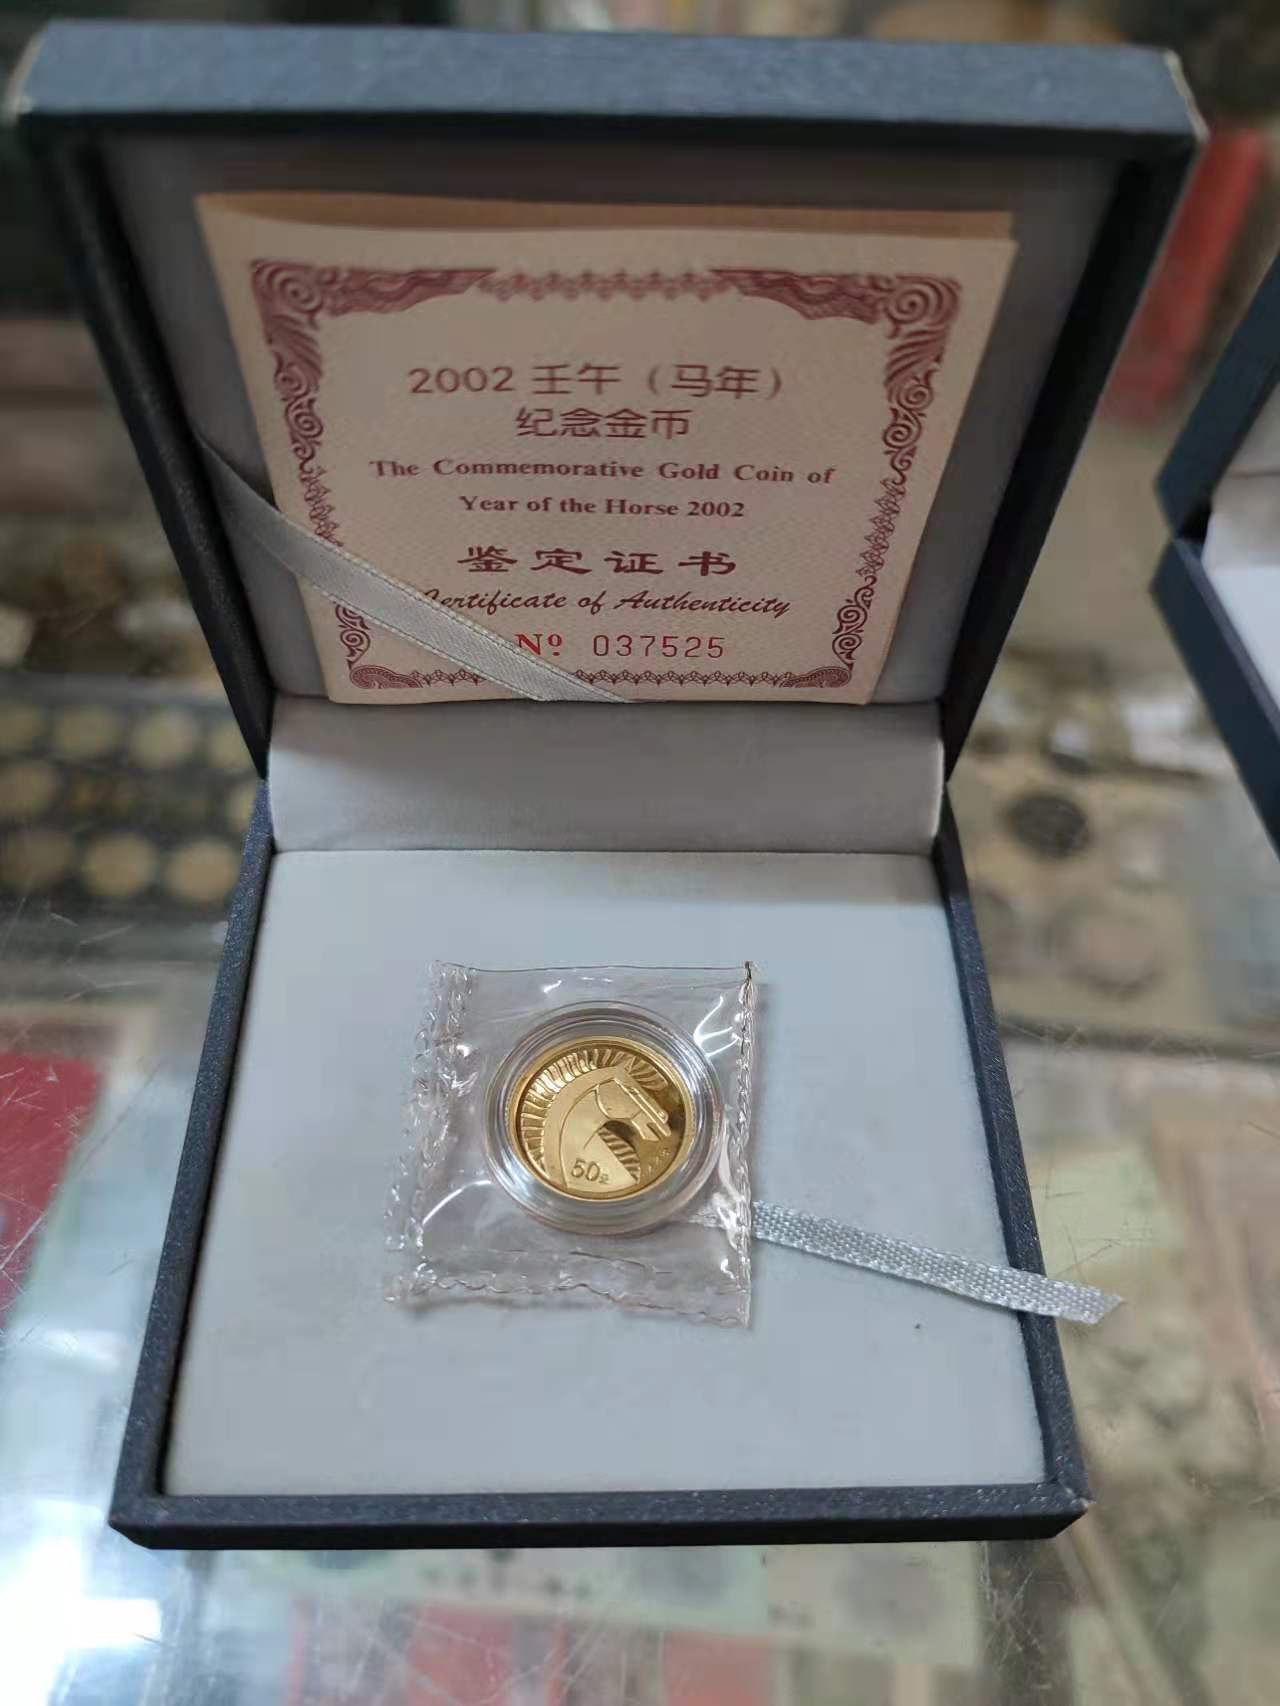 2002 壬午（马年）
纪念金币
The Commemorative Gold Coin of
Year of the Horse 2002
鉴定证书
Certificate of Authenticity
Nº 037525
50元